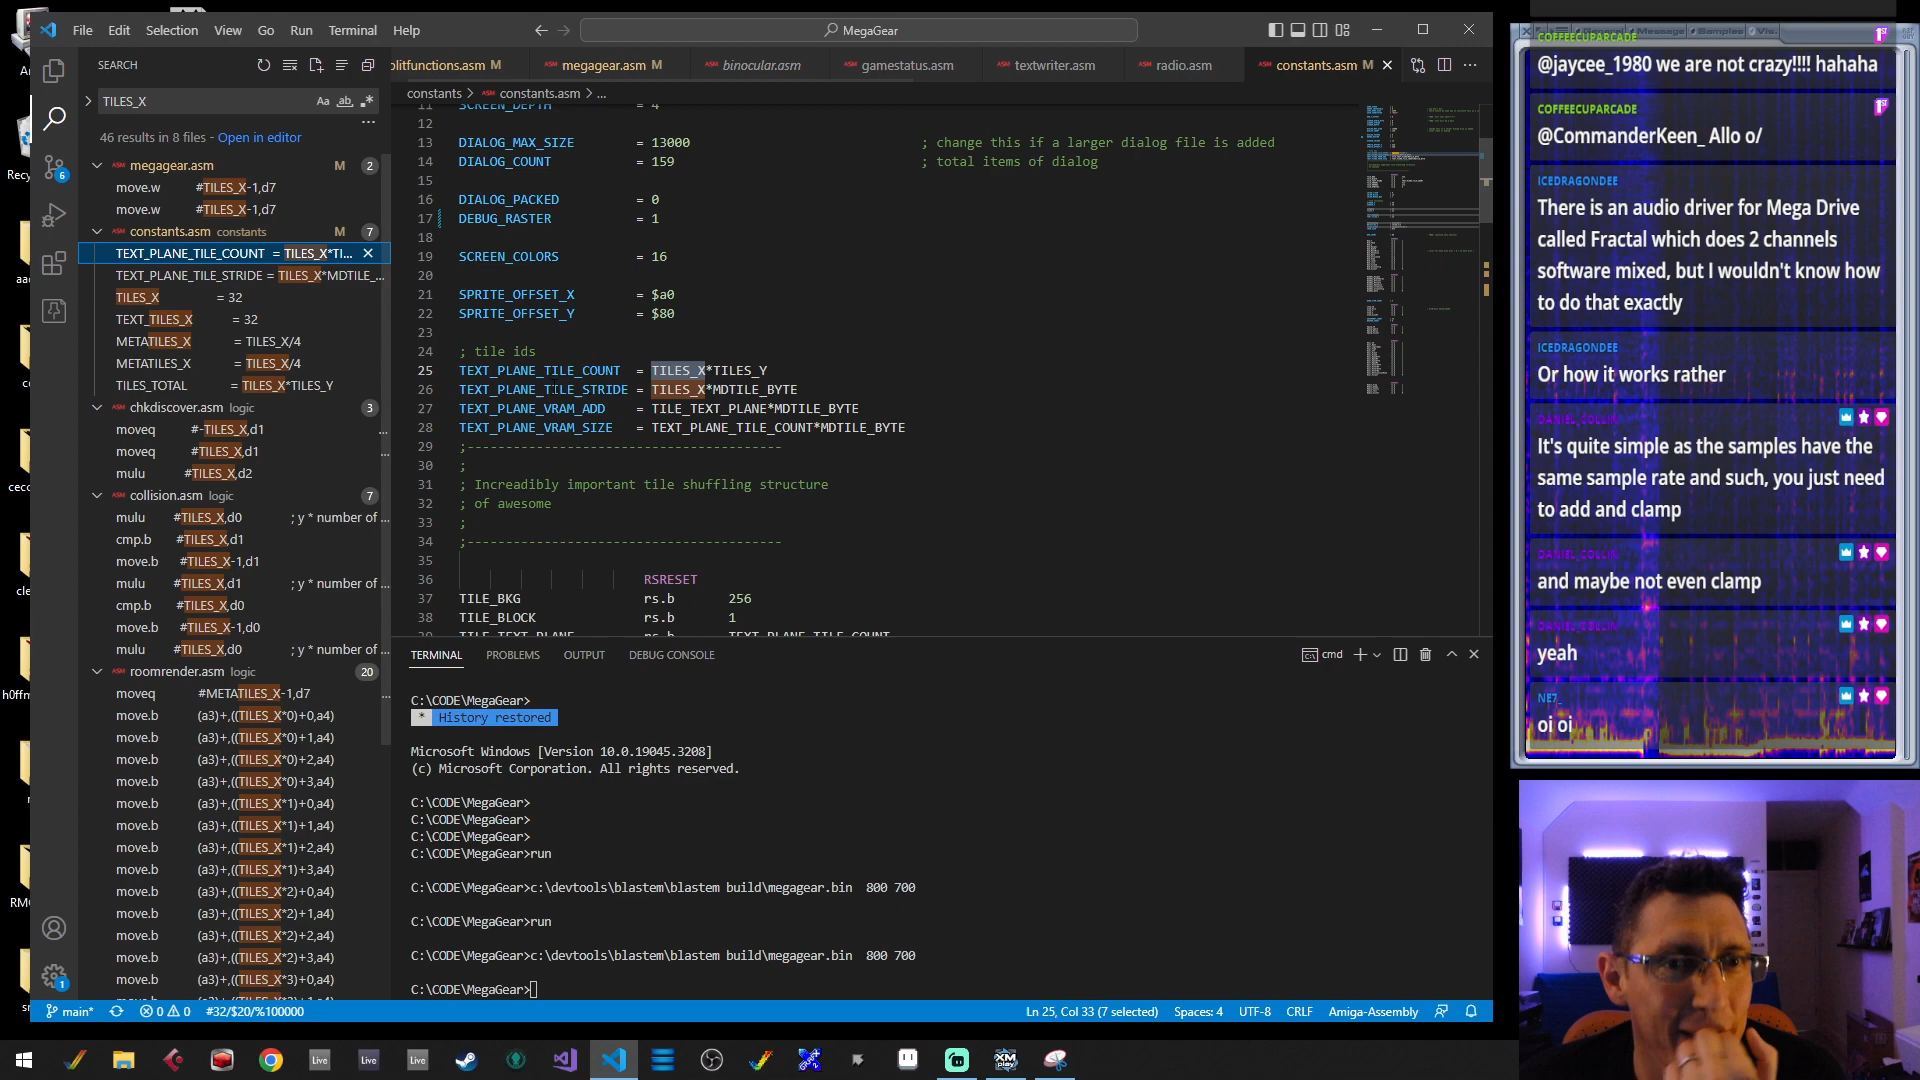 File Edit Selection View Go Run Terminal Help
MegaGear
SEARCH
TILES_X
46 results in 8 files - Open in editor
megagear.asm M 2
move.w #TILES_X-1,d7
move.w #TILES_X-1,d7
constants.asm constants M 7
TEXT_PLANE_TILE_COUNT = TILES_X*TI...
TEXT_PLANE_TILE_STRIDE = TILES_X*MDTILE_...
TILES_X = 32
TEXT_TILES_X = 32
METATILES_X = TILES_X/4
METATILES_X = TILES_X/4
TILES_TOTAL = TILES_X*TILES_Y
chkdiscover.asm logic 3
moveq #-TILES_X,d1 ...
moveq #TILES_X,d1 ...
mulu #TILES_X,d2
collision.asm logic 7
mulu #TILES_X,d0 ; y * number of ...
cmp.b #TILES_X,d1
move.b #TILES_X-1,d1
mulu #TILES_X,d1 ; y * number of ...
cmp.b #TILES_X,d0
move.b #TILES_X-1,d0
mulu #TILES_X,d0 ; y * number of ...
roomrender.asm logic 20
moveq #METATILES_X-1,d7 ...
move.b (a3)+,((TILES_X*0)+0,a4)
move.b (a3)+,((TILES_X*0)+1,a4)
move.b (a3)+,((TILES_X*0)+2,a4)
move.b (a3)+,((TILES_X*0)+3,a4)
move.b (a3)+,((TILES_X*1)+0,a4)
move.b (a3)+,((TILES_X*1)+1,a4)
move.b (a3)+,((TILES_X*1)+2,a4)
move.b (a3)+,((TILES_X*1)+3,a4)
move.b (a3)+,((TILES_X*2)+0,a4)
move.b (a3)+,((TILES_X*2)+1,a4)
move.b (a3)+,((TILES_X*2)+2,a4)
move.b (a3)+,((TILES_X*2)+3,a4)
move.b (a3)+,((TILES_X*3)+0,a4)
plitfunctions.asm M megagear.asm M binocular.asm gamestatus.asm textwriter.asm radio.asm constants.asm M
constants > constants.asm > ...
11 SCREEN_DEPTH = 4
12
13 DIALOG_MAX_SIZE = 13000 ; change this if a larger dialog file is added
14 DIALOG_COUNT = 159 ; total items of dialog
15
16 DIALOG_PACKED = 0
17 DEBUG_RASTER = 1
18
19 SCREEN_COLORS = 16
20
21 SPRITE_OFFSET_X = $a0
22 SPRITE_OFFSET_Y = $80
23
24 ; tile ids
25 TEXT_PLANE_TILE_COUNT = TILES_X*TILES_Y
26 TEXT_PLANE_TILE_STRIDE = TILES_X*MDTILE_BYTE
27 TEXT_PLANE_VRAM_ADD = TILE_TEXT_PLANE*MDTILE_BYTE
28 TEXT_PLANE_VRAM_SIZE = TEXT_PLANE_TILE_COUNT*MDTILE_BYTE
29 ;-----------------------------------------
30 ;
31 ; Increadibly important tile shuffling structure
32 ; of awesome
33 ;
34 ;-----------------------------------------
35
36 RSRESET
37 TILE_BKG rs.b 256
38 TILE_BLOCK rs.b 1
39 TILE_TEXT_PLANE rs.b TEXT_PLANE_TILE_COUNT
TERMINAL PROBLEMS OUTPUT DEBUG CONSOLE
cmd
C:\CODE\MegaGear>
* History restored
Microsoft Windows [Version 10.0.19045.3208]
(c) Microsoft Corporation. All rights reserved.
C:\CODE\MegaGear>
C:\CODE\MegaGear>
C:\CODE\MegaGear>
C:\CODE\MegaGear>run
C:\CODE\MegaGear>c:\devtools\blastem\blastem build\megagear.bin 800 700
C:\CODE\MegaGear>run
C:\CODE\MegaGear>c:\devtools\blastem\blastem build\megagear.bin 800 700
C:\CODE\MegaGear>
main* 0 0 #32/$20/%100000
Ln 25, Col 33 (7 selected) Spaces: 4 UTF-8 CRLF Amiga-Assembly
COFFEECUPARCADE
@jaycee_1980 we are not crazy!!!! hahaha
COFFEECUPARCADE
@CommanderKeen_ Allo o/
ICEDRAGONDEE
There is an audio driver for Mega Drive
called Fractal which does 2 channels
software mixed, but I wouldn't know how
to do that exactly
ICEDRAGONDEE
Or how it works rather
DANIEL_COLLIN
It's quite simple as the samples have the
same sample rate and such, you just need
to add and clamp
DANIEL_COLLIN
and maybe not even clamp
DANIEL_COLLIN
yeah
NE7_
oi oi
Live Live Live